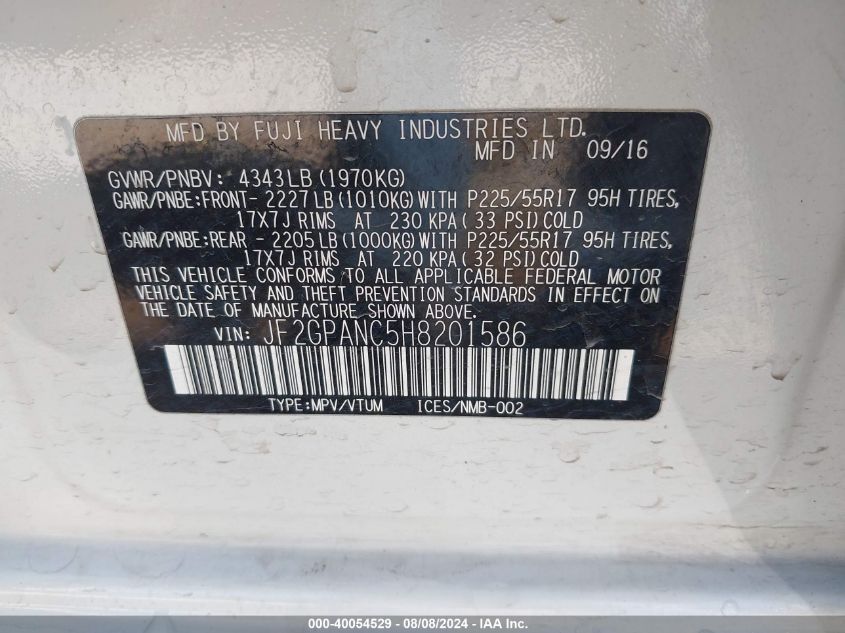 MFD BY FUJI HEAVY INDUSTRIES LTD.
MFD IN 09/16
GVWR/PNBV: 4343LB (1970KG)
GAWR/PNBE:FRONT- 2227LB (1010KG)WITH P225/55R17 95H TIRES,
17X7J RIMS AT 230 KPA( 33 PSI)COLD
GAWR/PNBE:REAR - 2205LB (1000KG)WITH P225/55R17 95H TIRES,
17X7J RIMS AT 220 KPA( 32 PSI)COLD
THIS VEHICLE CONFORMS TO ALL APPLICABLE FEDERAL MOTOR
VEHICLE SAFETY AND THEFT PREVENTION STANDARDS IN EFFECT ON
THE DATE OF MANUFACTURE SHOWN ABOVE.
VIN: JF2GPANC5H8201586
TYPE:MPV/VTUM ICES/NMB-002
000-40054529 - 08/08/2024 - IAA Inc.